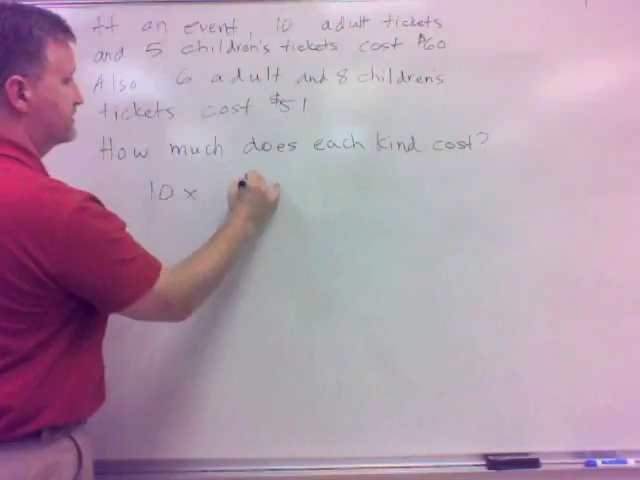 At an event, 10 adult tickets
and 5 children's tickets cost $60
Also 6 adult and 8 children's
tickets cost $51
How much does each kind cost?
10x